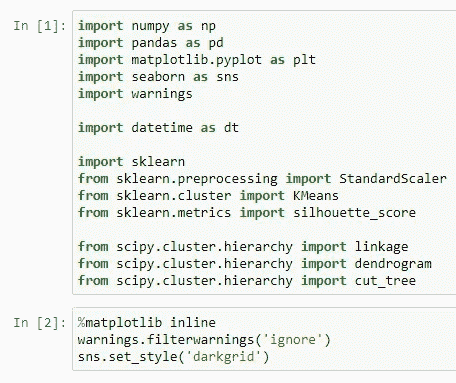 In [1]: import numpy as np
import pandas as pd
import matplotlib.pyplot as plt
import seaborn as sns
import warnings
import datetime as dt
import sklearn
from sklearn.preprocessing import StandardScaler
from sklearn.cluster import KMeans
from sklearn.metrics import silhouette_score
from scipy.cluster.hierarchy import linkage
from scipy.cluster.hierarchy import dendrogram
from scipy.cluster.hierarchy import cut_tree
In [2]: %matplotlib inline
warnings.filterwarnings('ignore')
sns.set_style('darkgrid')